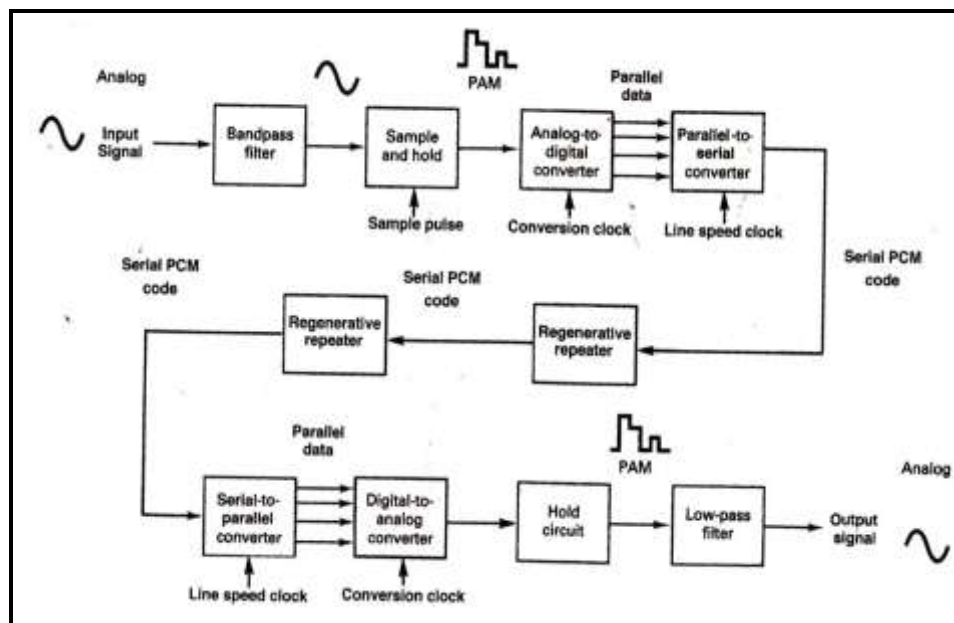 Analog
Input
Signal
Bandpass
filter
Sample
and hold
Sample pulse
PAM
Analog-to-
digital
converter
Conversion clock
Parallel
data
Parallel-to-
serial
converter
Line speed clock
Serial PCM
code
Regenerative
repeater
Serial PCM
code
Regenerative
repeater
Serial PCM
code
Serial-to-
parallel
converter
Line speed clock
Parallel
data
Digital-to-
analog
converter
Conversion clock
Hold
circuit
PAM
Low-pass
filter
Analog
Output
signal